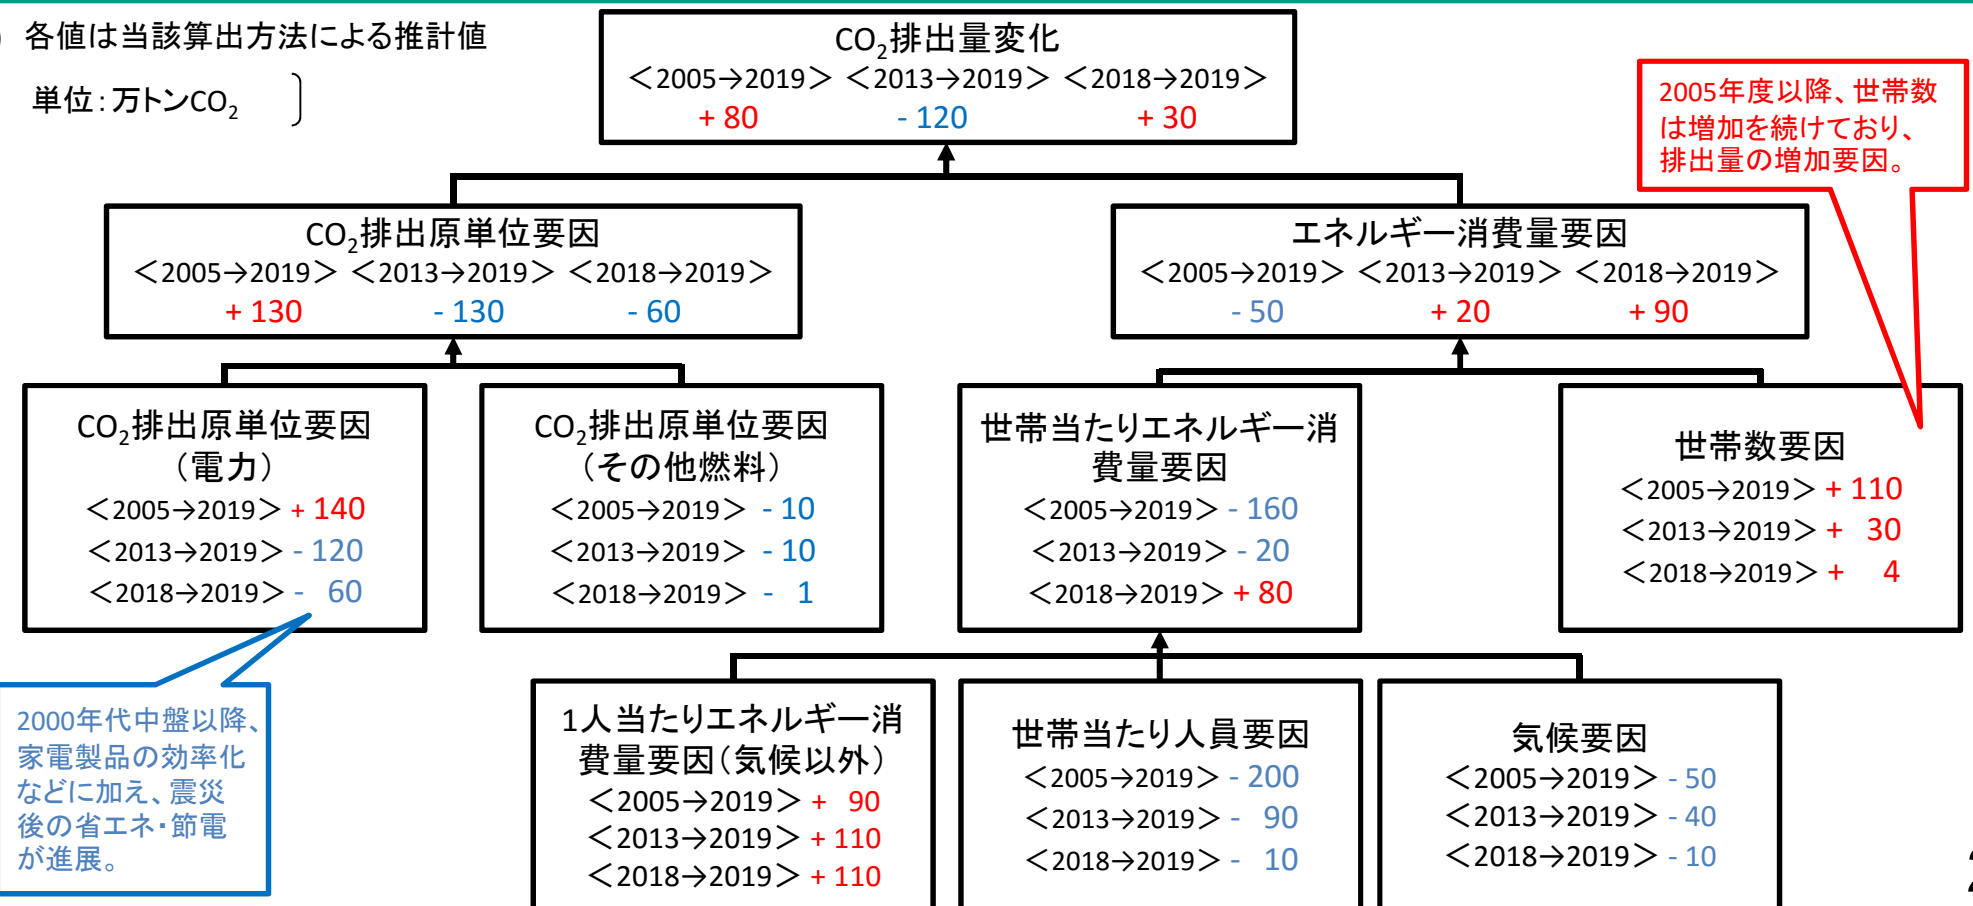 各値は当該算出方法による推計値
単位：万トンCO2
CO2排出量変化
＜2005→2019＞ ＜2013→2019＞ ＜2018→2019＞
+ 80 - 120 + 30
2005年度以降、世帯数
は増加を続けており、
排出量の増加要因。
CO2排出原単位要因
＜2005→2019＞ ＜2013→2019＞ ＜2018→2019＞
+ 130 - 130 - 60
エネルギー消費量要因
＜2005→2019＞ ＜2013→2019＞ ＜2018→2019＞
- 50 + 20 + 90
CO2排出原単位要因
（電力）
＜2005→2019＞ + 140
＜2013→2019＞ - 120
＜2018→2019＞ - 60
CO2排出原単位要因
（その他燃料）
＜2005→2019＞ - 10
＜2013→2019＞ - 10
＜2018→2019＞ - 1
世帯当たりエネルギー消
費量要因
＜2005→2019＞ - 160
＜2013→2019＞ - 20
＜2018→2019＞ + 80
世帯数要因
＜2005→2019＞ + 110
＜2013→2019＞ + 30
＜2018→2019＞ + 4
2000年代中盤以降、
家電製品の効率化
などに加え、震災
後の省エネ・節電
が進展。
1人当たりエネルギー消
費量要因（気候以外）
＜2005→2019＞ + 90
＜2013→2019＞ + 110
＜2018→2019＞ + 110
世帯当たり人員要因
＜2005→2019＞ - 200
＜2013→2019＞ - 90
＜2018→2019＞ - 10
気候要因
＜2005→2019＞ - 50
＜2013→2019＞ - 40
＜2018→2019＞ - 10